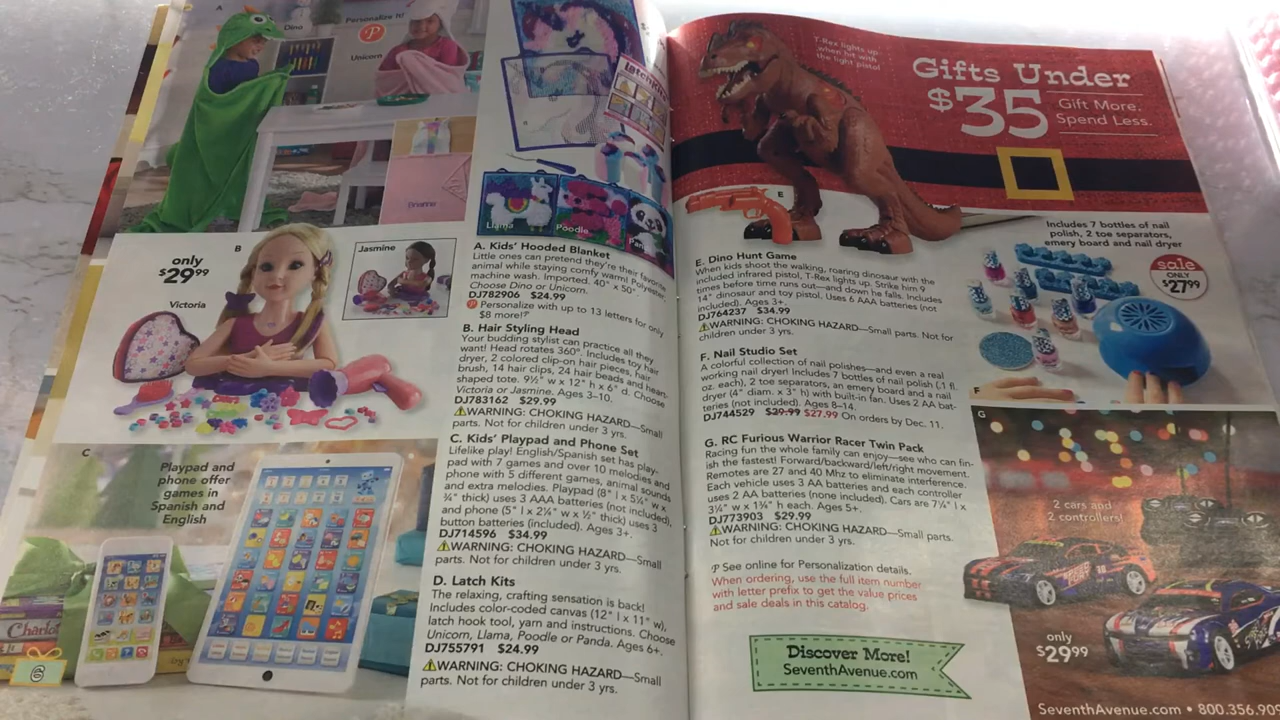 A
Dino
Personalize It!
P
Unicorn
Brianne
latchkits
Llama
Poodle
B
only
$29.99
Victoria
Jasmine
C
Playpad and
phone offer
games in
Spanish and
English
6
A. Kids' Hooded Blanket
Little ones can pretend they're their favorite
animal while staying comfy warm! Polyester,
machine wash. Imported. 40" x 50".
Choose Dino or Unicorn.
DJ782906 $24.99
P Personalize with up to 13 letters for only
$8 more!
B. Hair Styling Head
Your budding stylist can practice all they
want! Head rotates 360°. Includes toy hair
dryer, 2 colored clip-on hair pieces, hair
brush, 14 hair clips, 24 hair beads and heart-
shaped tote. 9½" w x 12" h x 6" d. Choose
Victoria or Jasmine. Ages 3–10.
DJ783162 $29.99
WARNING: CHOKING HAZARD—Small
parts. Not for children under 3 yrs.
C. Kids' Playpad and Phone Set
Lifelike play! English/Spanish set has play-
pad with 7 games and over 10 melodies and
phone with 5 different games, animal sounds
and extra melodies. Playpad (8" l x 5¼" w x
¾" thick) uses 3 AAA batteries (not included),
and phone (5" l x 2¼" w x ½" thick) uses 3
button batteries (included). Ages 3+.
DJ714596 $34.99
WARNING: CHOKING HAZARD—Small
parts. Not for children under 3 yrs.
D. Latch Kits
The relaxing, crafting sensation is back!
Includes color-coded canvas (12" l x 11" w),
latch hook tool, yarn and instructions. Choose
Unicorn, Llama, Poodle or Panda. Ages 6+.
DJ755791 $24.99
WARNING: CHOKING HAZARD—Small
parts. Not for children under 3 yrs.
T-Rex lights up
when hit with
the light pistol
Gifts Under
$35
Gift More.
Spend Less.
E
E. Dino Hunt Game
When kids shoot the walking, roaring dinosaur with the
included infrared pistol, T-Rex lights up. Strike him 9
times before time runs out—and down he falls. Includes
14" dinosaur and toy pistol. Uses 6 AAA batteries (not
included). Ages 3+.
DJ764237 $34.99
WARNING: CHOKING HAZARD—Small parts. Not for
children under 3 yrs.
F. Nail Studio Set
A colorful collection of nail polishes—and even a real
working nail dryer! Includes 7 bottles of nail polish (.1 fl.
oz. each), 2 toe separators, an emery board and a nail
dryer (4" diam. x 3" h) with built-in fan. Uses 2 AA bat-
teries (not included). Ages 8–14.
DJ744529 $29.99 $27.99 On orders by Dec. 11.
G. RC Furious Warrior Racer Twin Pack
Racing fun the whole family can enjoy—see who can fin-
ish the fastest! Forward/backward/left/right movement.
Remotes are 27 and 40 Mhz to eliminate interference.
Each vehicle uses 3 AA batteries and each controller
uses 2 AA batteries (none included). Cars are 7¼" l x
3¼" w x 1¾" h each. Ages 5+.
DJ773903 $29.99
WARNING: CHOKING HAZARD—Small parts.
Not for children under 3 yrs.
P See online for Personalization details.
When ordering, use the full item number
with letter prefix to get the value prices
and sale deals in this catalog.
Discover More!
SeventhAvenue.com
Includes 7 bottles of nail
polish, 2 toe separators,
emery board and nail dryer
sale
ONLY
$27.99
F
G
2 cars and
2 controllers!
only
$29.99
SeventhAvenue.com • 800.356.909